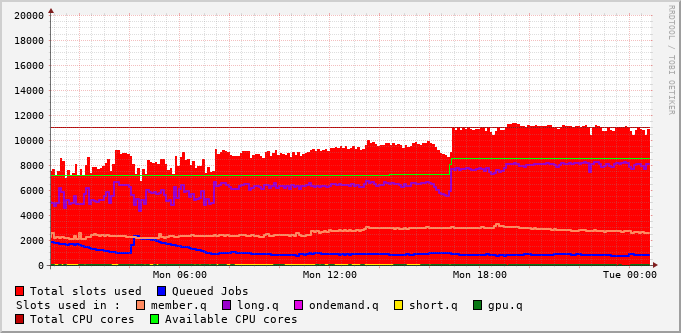 20000
18000
16000
14000
12000
10000
8000
6000
4000
2000
0
Mon 06:00 Mon 12:00 Mon 18:00 Tue 00:00
Total slots used Queued Jobs
Slots used in : member.q long.q ondemand.q short.q gpu.q
Total CPU cores Available CPU cores
RRDTOOL / TOBI OETIKER